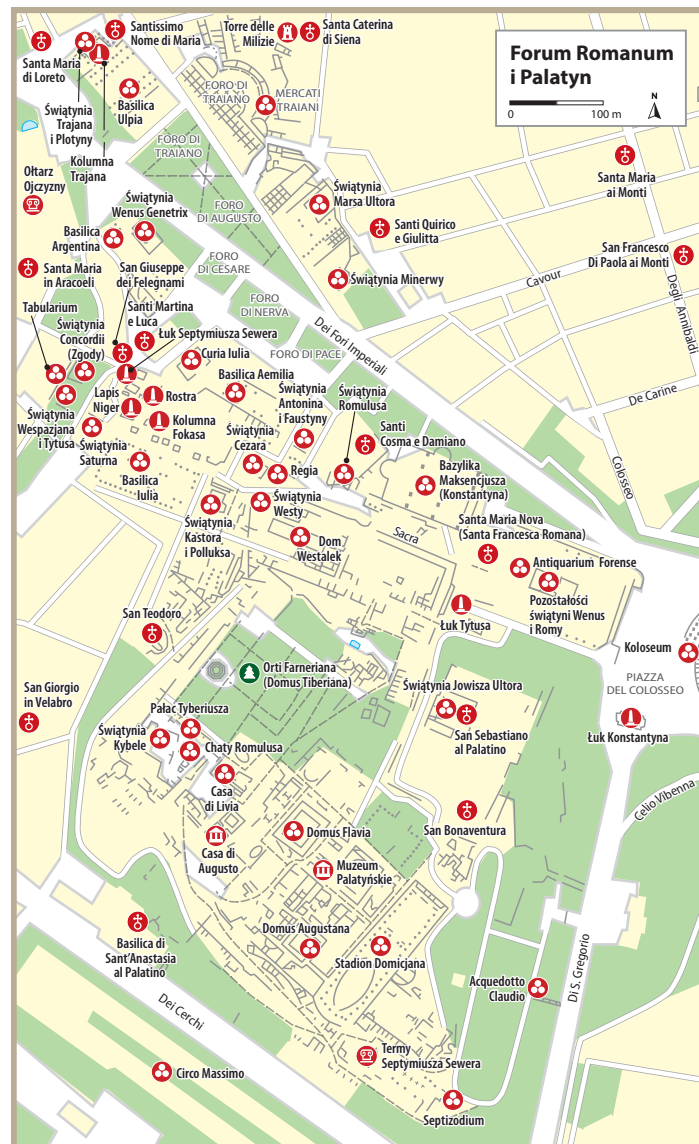 Forum Romanum
i Palatyn
0
100 m
N
Santa Maria
di Loreto
Santissimo
Nome di Maria
Torre delle
Milizie
Santa Caterina
di Siena
Świątynia
Trajana
i Plotyny
Basilica
Ulpia
Kolumna
Trajana
FORO DI
TRAIANO
MERCATI
TRAIANI
FORO DI
TRAIANO
Ołtarz
Ojczyzny
Świątynia
Wenus Genetrix
FORO
DI AUGUSTO
Świątynia
Marsa Ultora
Santa Maria
ai Monti
Santi Quirico
e Giulitta
Basilica
Argentina
San Francesco
Di Paola ai Monti
Santa Maria
in Aracoeli
San Giuseppe
dei Felegnami
FORO
DI CESARE
Świątynia Minerwy
Cavour
Degli Annibaldi
Tabularium
Santi Martina
e Luca
FORO
DI NERVA
Świątynia
Concordii
(Zgody)
Łuk Septymiusza Sewera
Dei Fori Imperiali
Curia Iulia
FORO DI PACE
Basilica Aemilia
Lapis
Niger
Rostra
Świątynia
Antonina
i Faustyny
Świątynia
Romulusa
De Carine
Świątynia
Wespazjana
i Tytusa
Kolumna
Fokasa
Świątynia
Saturna
Świątynia
Cezara
Santi
Cosma e Damiano
Colosseo
Basilica
Iulia
Regia
Bazylika
Maksencjusza
(Konstantyna)
Świątynia
Westy
Świątynia
Kastora
i Polluksa
Sacra
Santa Maria Nova
(Santa Francesca Romana)
Dom
Westalek
Antiquarium Forense
Pozostałości
świątyni Wenus
i Romy
San Teodoro
Łuk Tytusa
Koloseum
Orti Farneriana
(Domus Tiberiana)
PIAZZA
DEL COLOSSEO
San Giorgio
in Velabro
Świątynia Jowisza Ultora
Pałac Tyberiusza
Świątynia
Kybele
San Sebastiano
al Palatino
Łuk Konstantyna
Chaty Romulusa
Casa
di Livia
Celio Vibenna
Casa di
Augusto
Domus Flavia
San Bonaventura
Muzeum
Palatyńskie
Basilica di
Sant'Anastasia
al Palatino
Domus Augustana
Stadion Domicjana
Acquedotto
Claudio
Di S. Gregorio
Dei Cerchi
Termy
Septymiusza Sewera
Circo Massimo
Septizodium